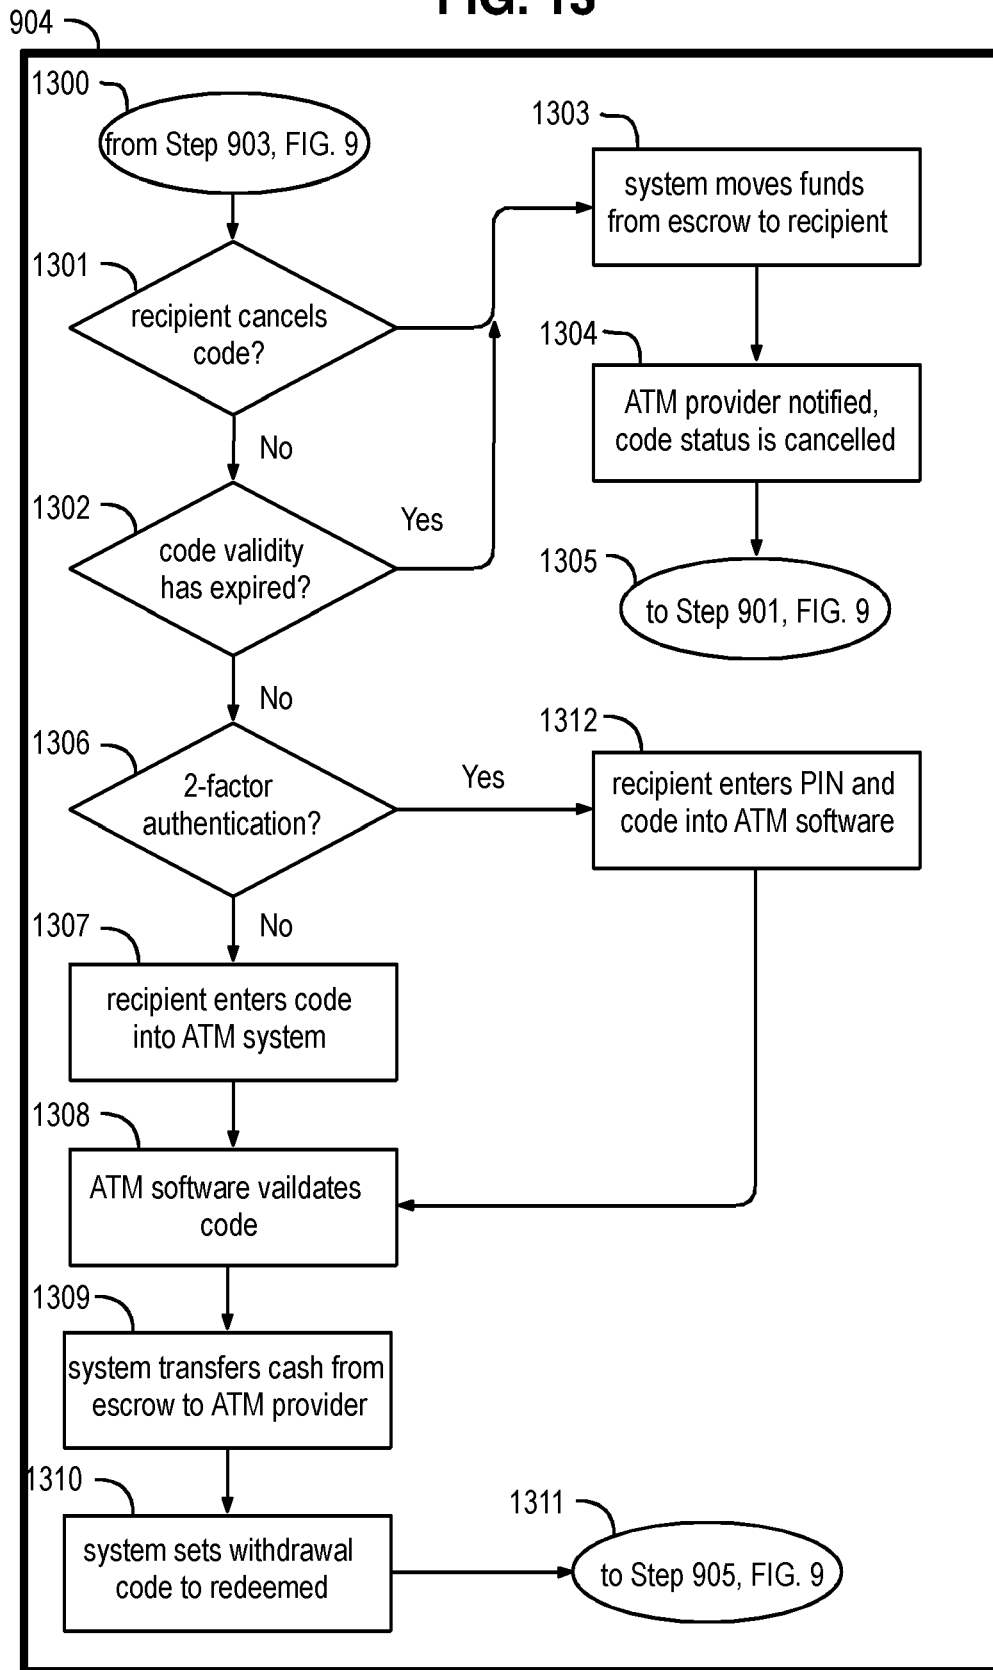 FIG. 13
904
1300
from Step 903, FIG. 9
1301
recipient cancels
code?
No
1302
code validity
has expired?
Yes
No
1303
system moves funds
from escrow to recipient
1304
ATM provider notified,
code status is cancelled
1305
to Step 901, FIG. 9
1306
2-factor
authentication?
Yes
No
1312
recipient enters PIN and
code into ATM software
1307
recipient enters code
into ATM system
1308
ATM software vaildates
code
1309
system transfers cash from
escrow to ATM provider
1310
system sets withdrawal
code to redeemed
1311
to Step 905, FIG. 9